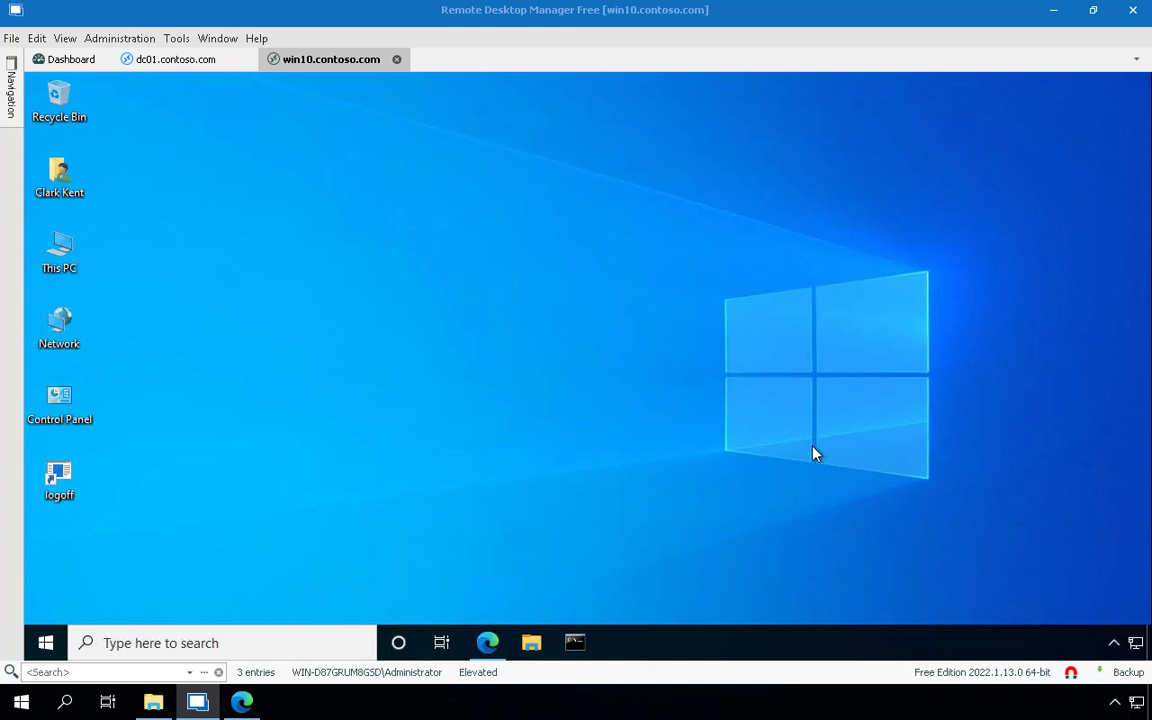 Remote Desktop Manager Free [win10.contoso.com]
File Edit View Administration Tools Window Help
Dashboard dc01.contoso.com win10.contoso.com
Navigation
Recycle Bin
Clark Kent
This PC
Network
Control Panel
logoff
Type here to search
<Search> 3 entries WIN-D87GRUM8GSD\Administrator Elevated Free Edition 2022.1.13.0 64-bit Backup